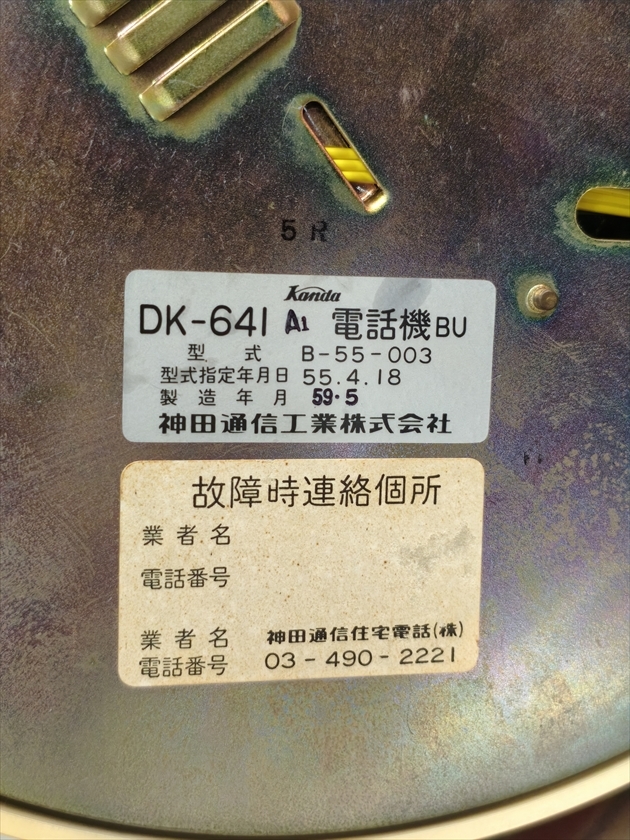 5 R
Kanda
DK-641 A1 電話機BU
型 式 B-55-003
型式指定年月日 55.4.18
製造年月 59.5
神田通信工業株式会社
故障時連絡個所
業者名
電話番号
業者名 神田通信住宅電話(株)
電話番号 03-490-2221